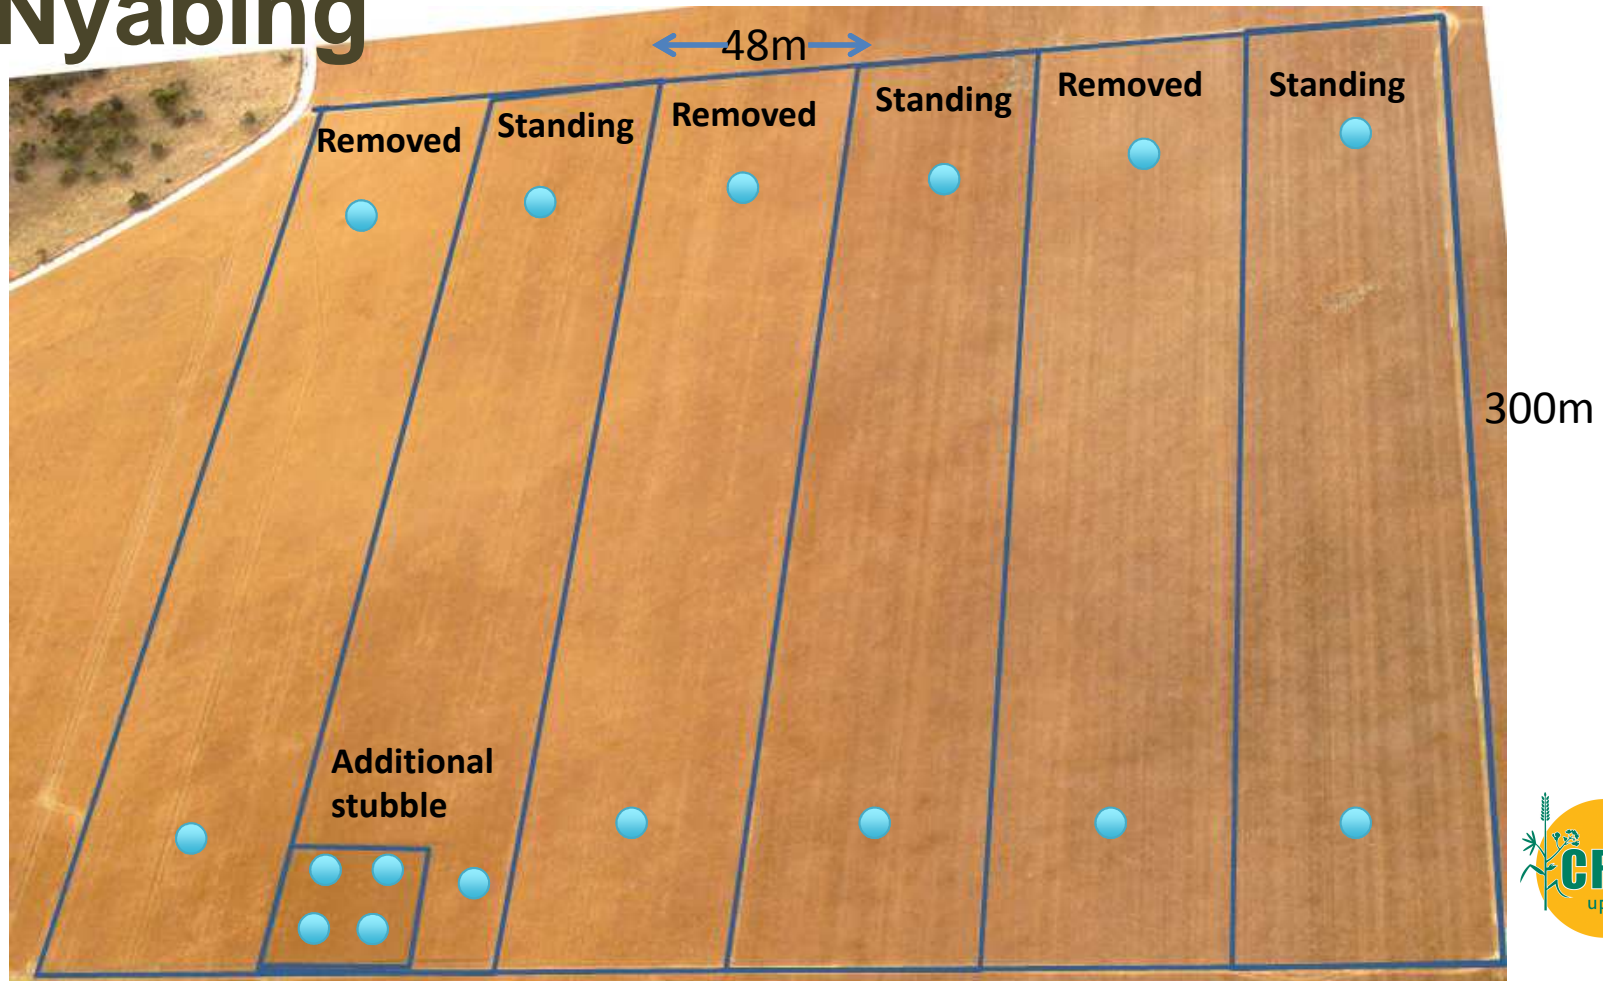 Nyabing
48m
Removed
Standing
Removed
Standing
Removed
Standing
300m
Additional
stubble